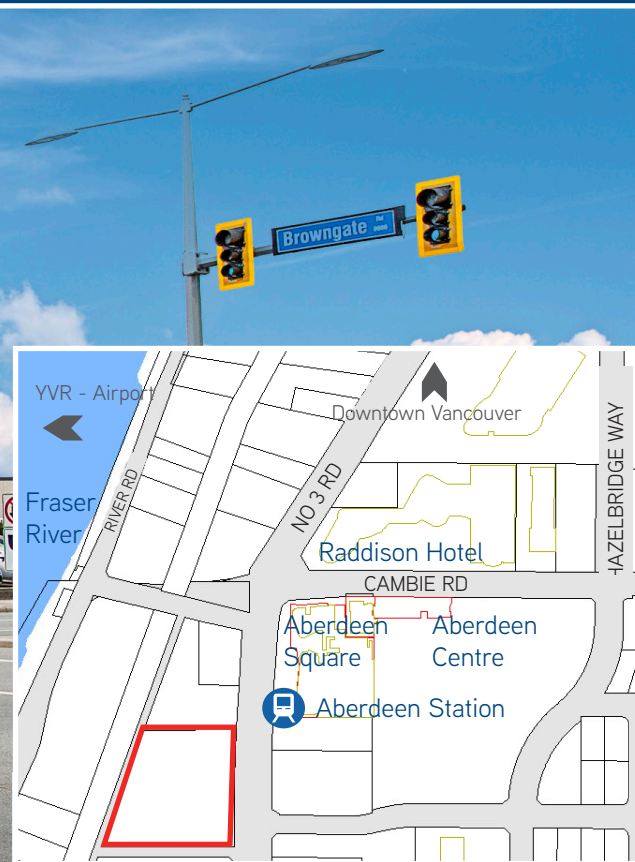 Browngate Rd
YVR - Airport
Downtown Vancouver
HAZELBRIDGE WAY
NO 3 RD
RIVER RD
Fraser
River
Raddison Hotel
CAMBIE RD
Aberdeen
Square
Aberdeen
Centre
Aberdeen Station